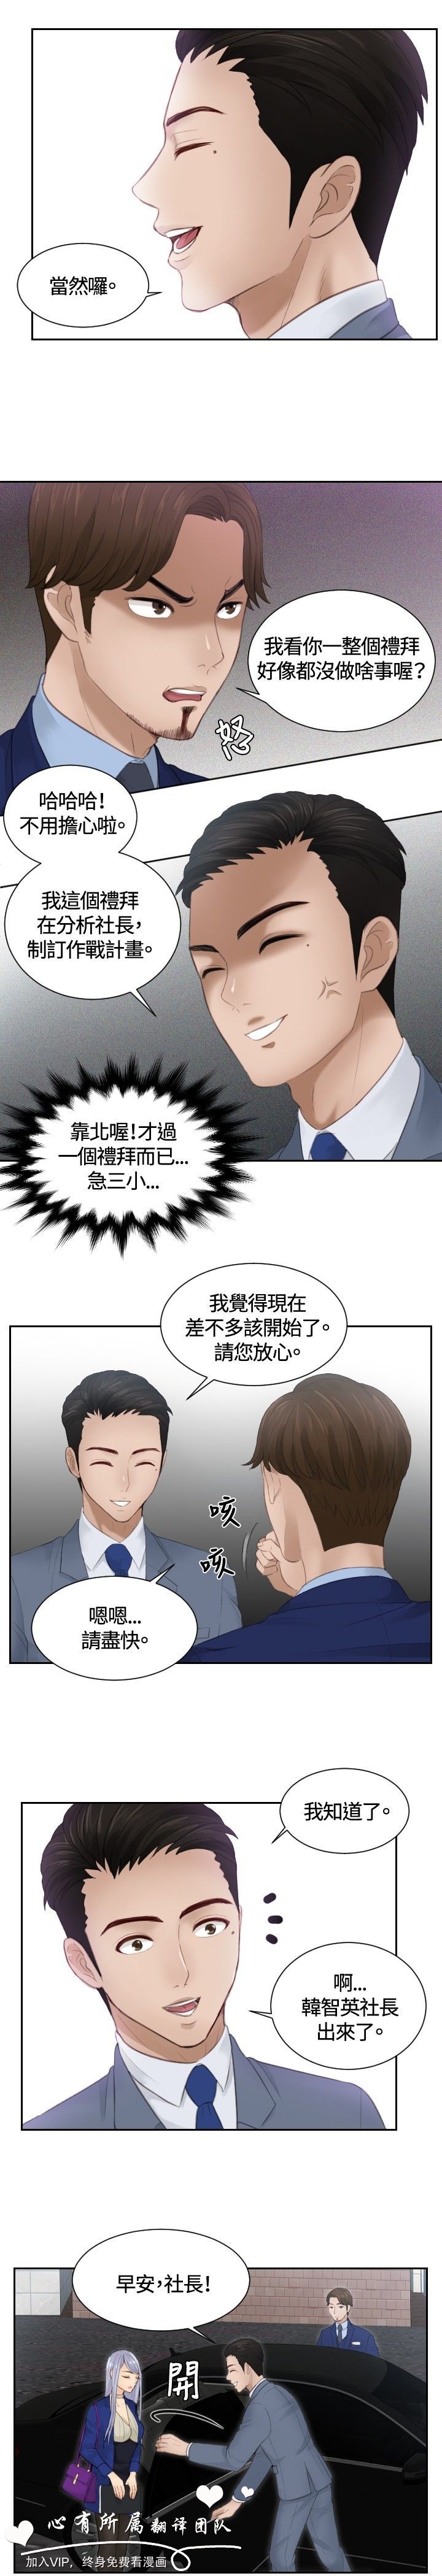 當然囉。
我看你一整個禮拜
好像都沒做啥事喔?
怒
哈哈哈!
不用擔心啦。
我這個禮拜
在分析社長,
制訂作戰計畫。
靠北喔!才過
一個禮拜而已...
急三小...
我覺得現在
差不多該開始了。
請您放心。
咳
咳
嗯嗯...
請盡快。
我知道了。
啊...
韓智英社長
出來了。
早安,社長!
開
心有所属翻译团队
加入VIP，终身免费看漫画